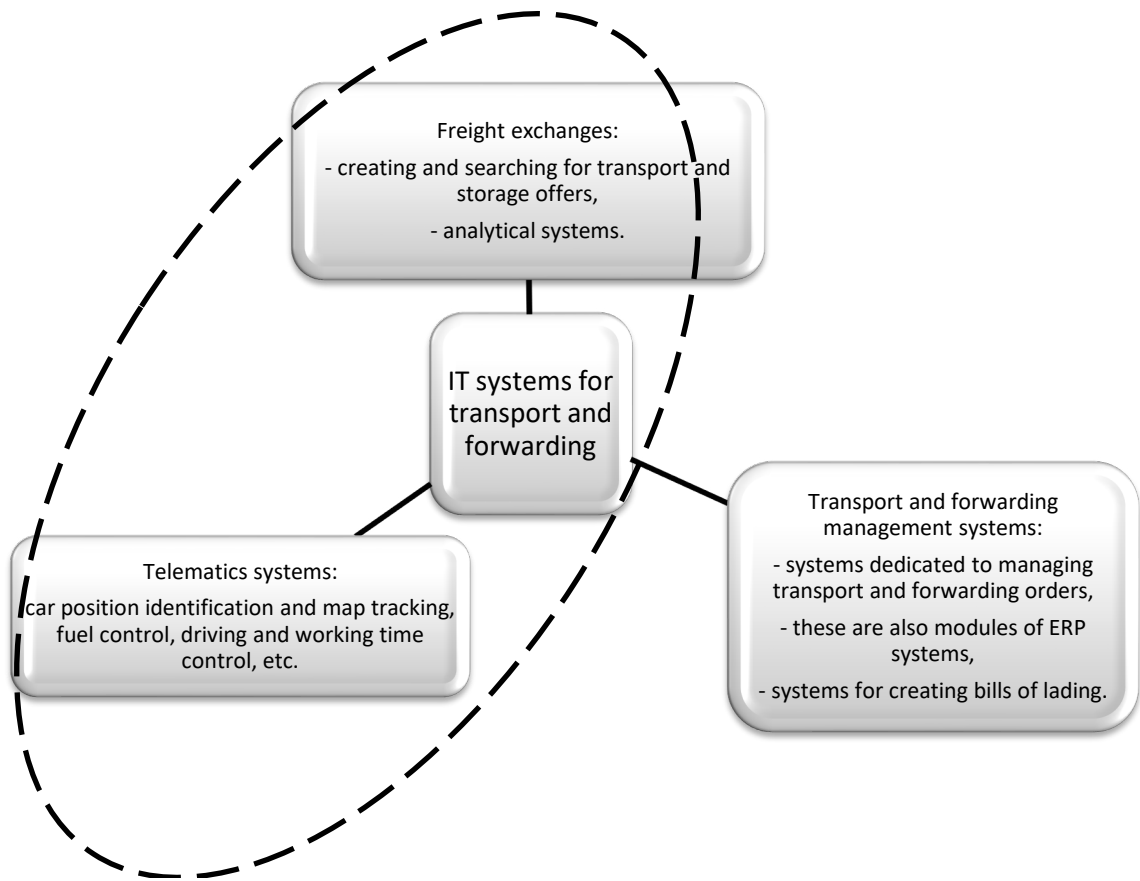 Freight exchanges:
- creating and searching for transport and
storage offers,
- analytical systems.
IT systems for
transport and
forwarding
Telematics systems:
car position identification and map tracking,
fuel control, driving and working time
control, etc.
Transport and forwarding
management systems:
- systems dedicated to managing
transport and forwarding orders,
- these are also modules of ERP
systems,
- systems for creating bills of lading.